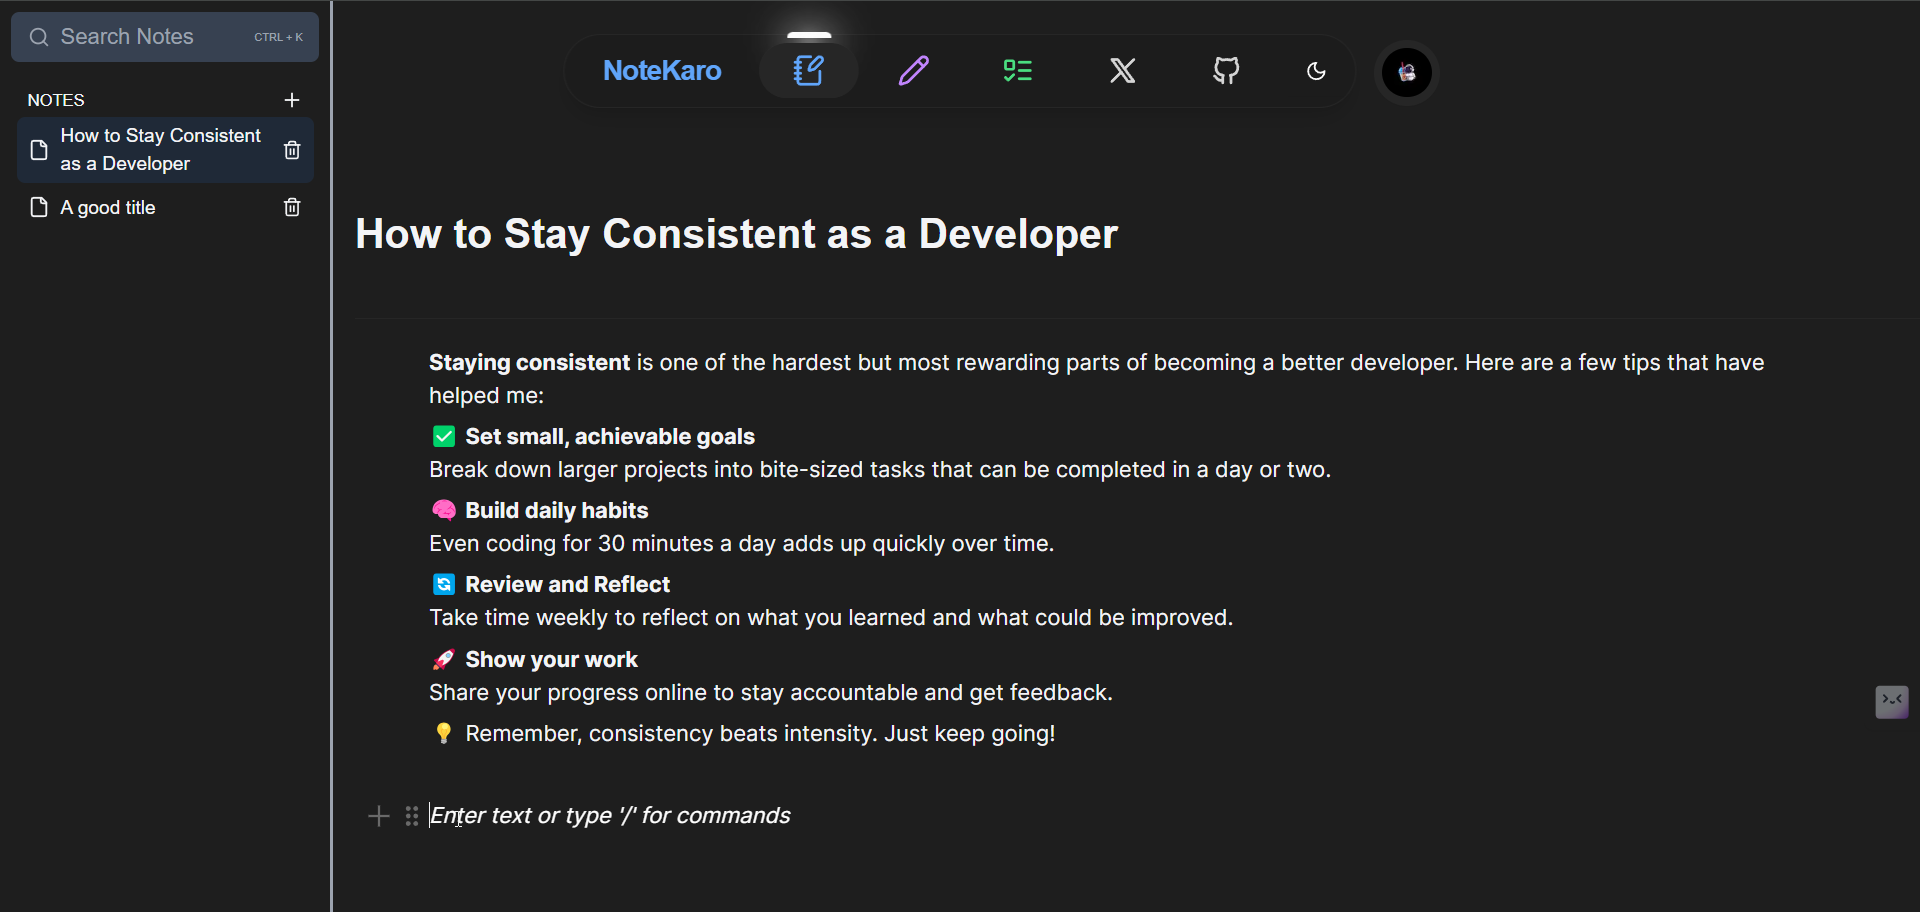 Search Notes CTRL + K
NOTES
How to Stay Consistent
as a Developer
A good title
NoteKaro
How to Stay Consistent as a Developer
Staying consistent is one of the hardest but most rewarding parts of becoming a better developer. Here are a few tips that have
helped me:
✅ Set small, achievable goals
Break down larger projects into bite-sized tasks that can be completed in a day or two.
🧠 Build daily habits
Even coding for 30 minutes a day adds up quickly over time.
🔄 Review and Reflect
Take time weekly to reflect on what you learned and what could be improved.
🚀 Show your work
Share your progress online to stay accountable and get feedback.
💡 Remember, consistency beats intensity. Just keep going!
Enter text or type '/' for commands